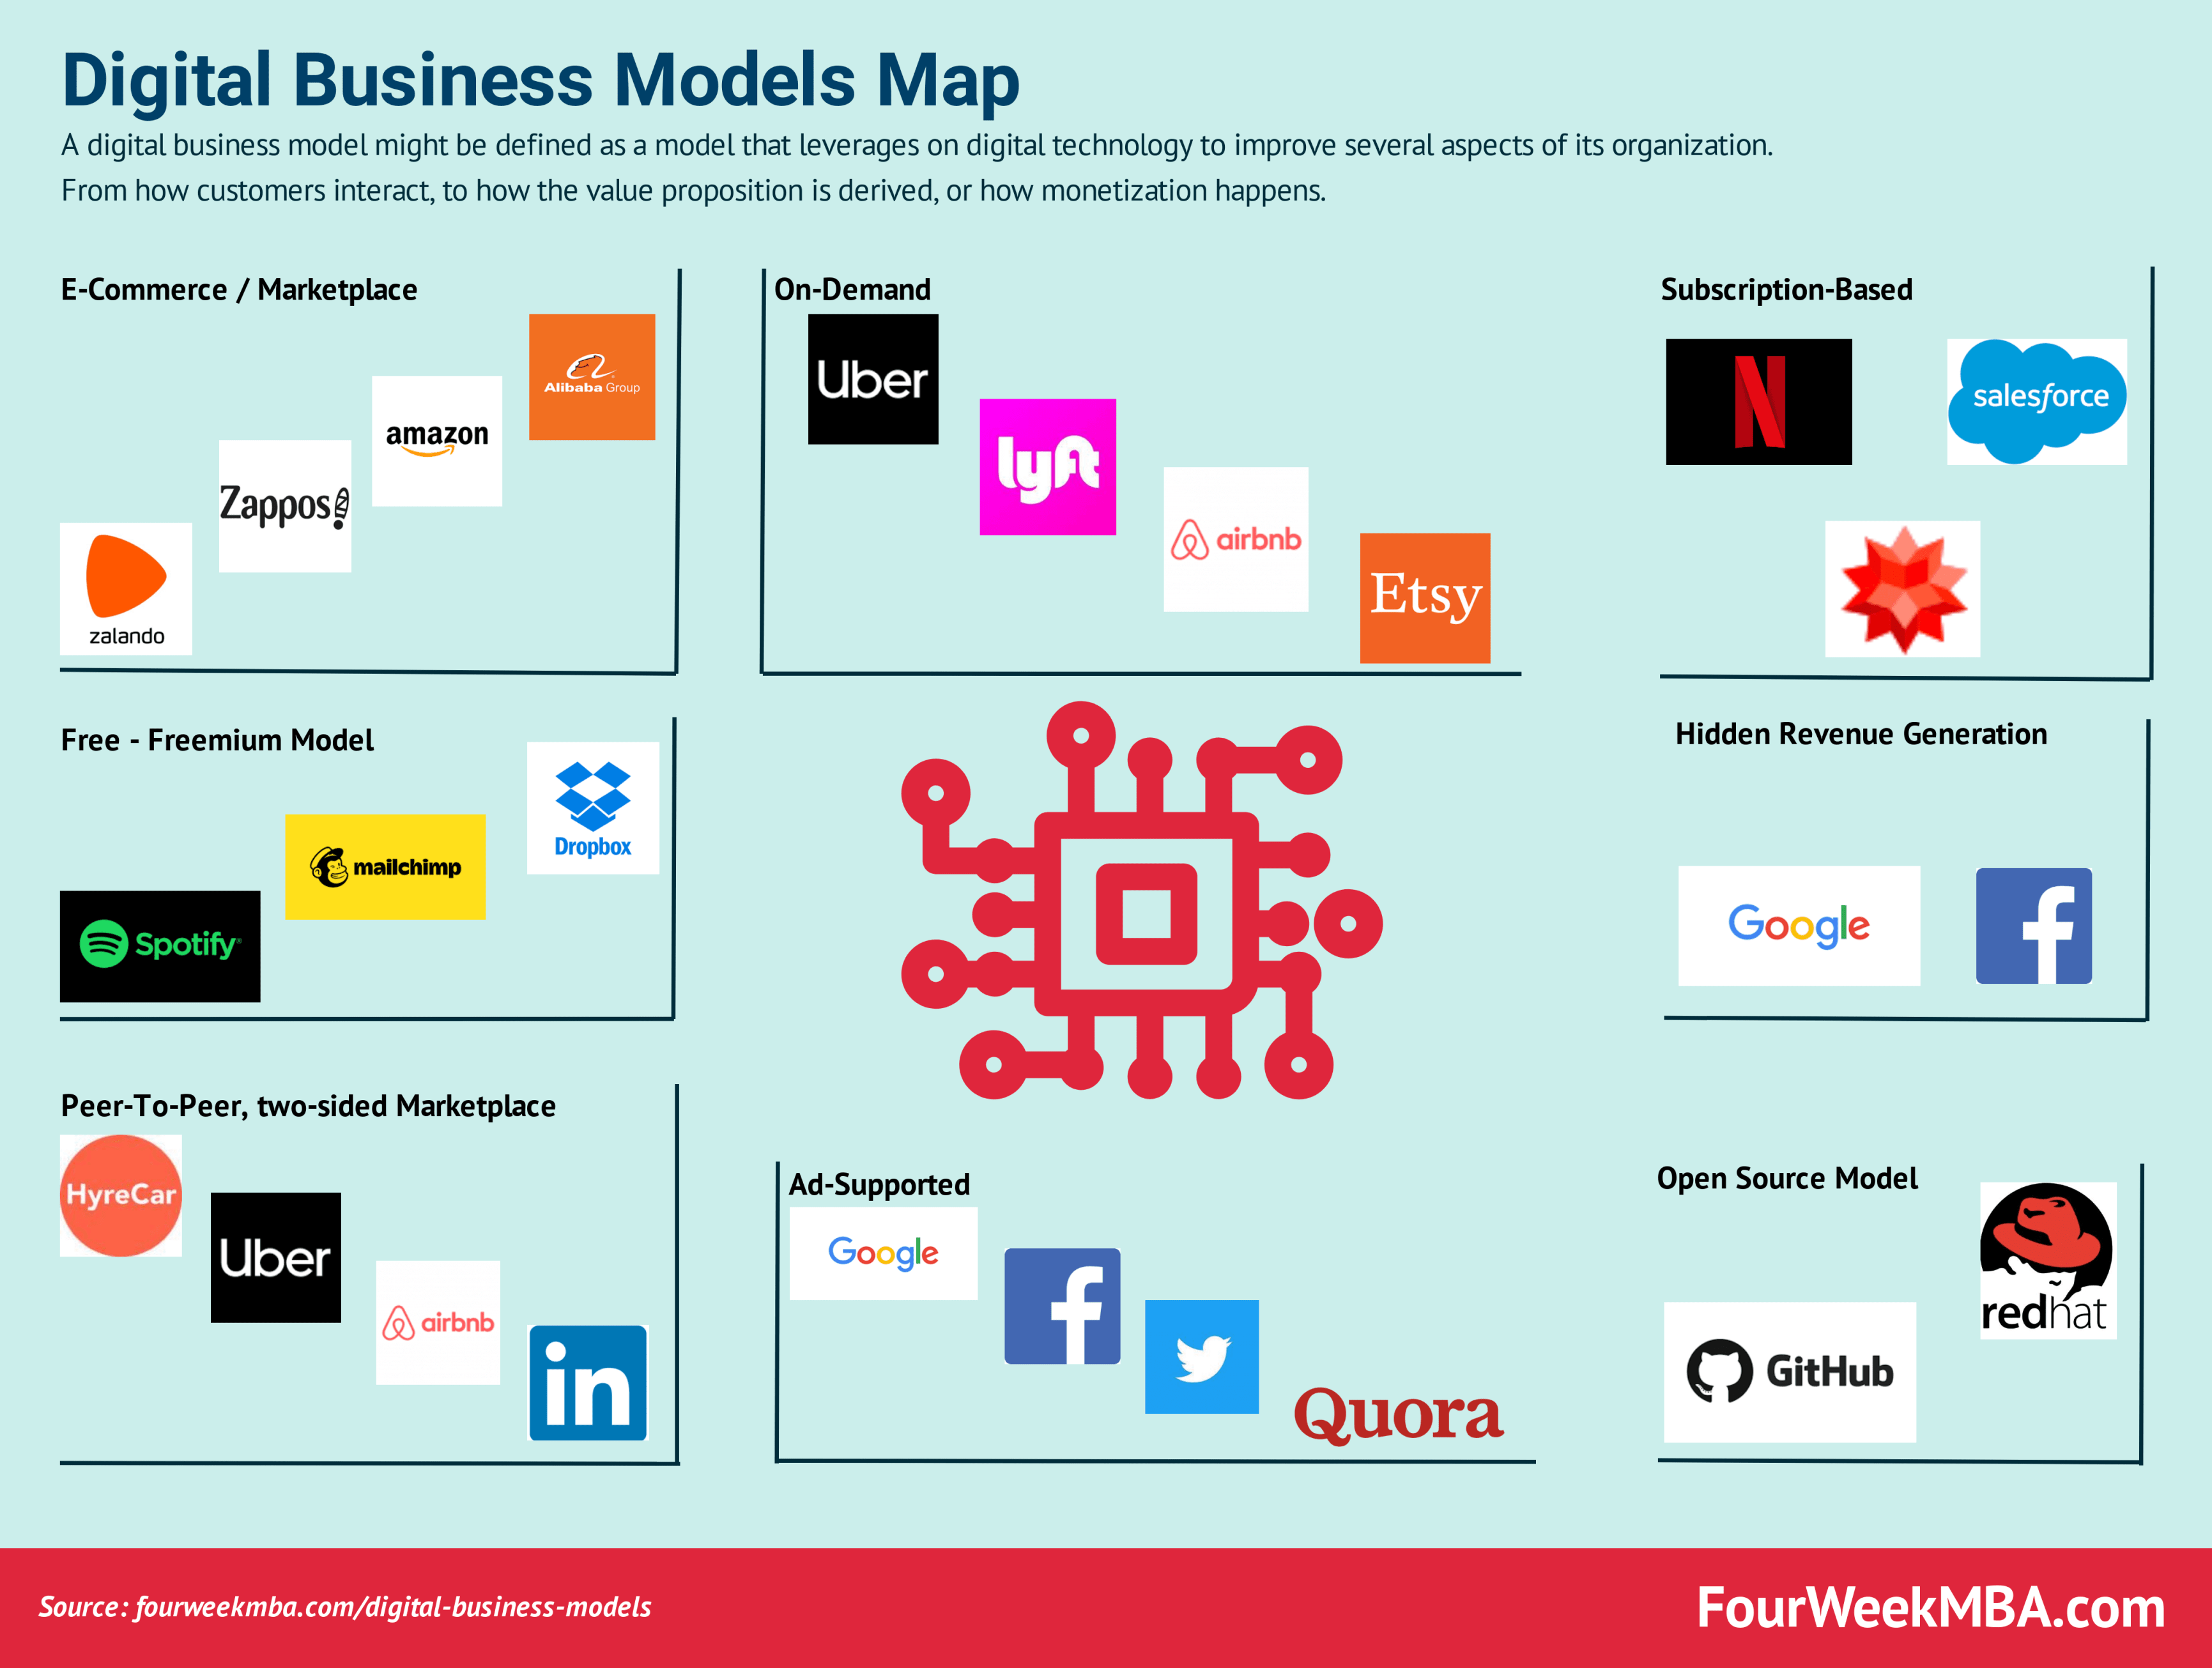 Digital Business Models Map
A digital business model might be defined as a model that leverages on digital technology to improve several aspects of its organization.
From how customers interact, to how the value proposition is derived, or how monetization happens.
E-Commerce / Marketplace
Alibaba Group
amazon
Zappos
zalando
On-Demand
Uber
lyft
airbnb
Etsy
Subscription-Based
N
salesforce
Free - Freemium Model
Dropbox
mailchimp
Spotify
Hidden Revenue Generation
Google
f
Peer-To-Peer, two-sided Marketplace
HyreCar
Uber
airbnb
in
Ad-Supported
Google
f
Quora
Open Source Model
redhat
GitHub
Source: fourweekmba.com/digital-business-models
FourWeekMBA.com